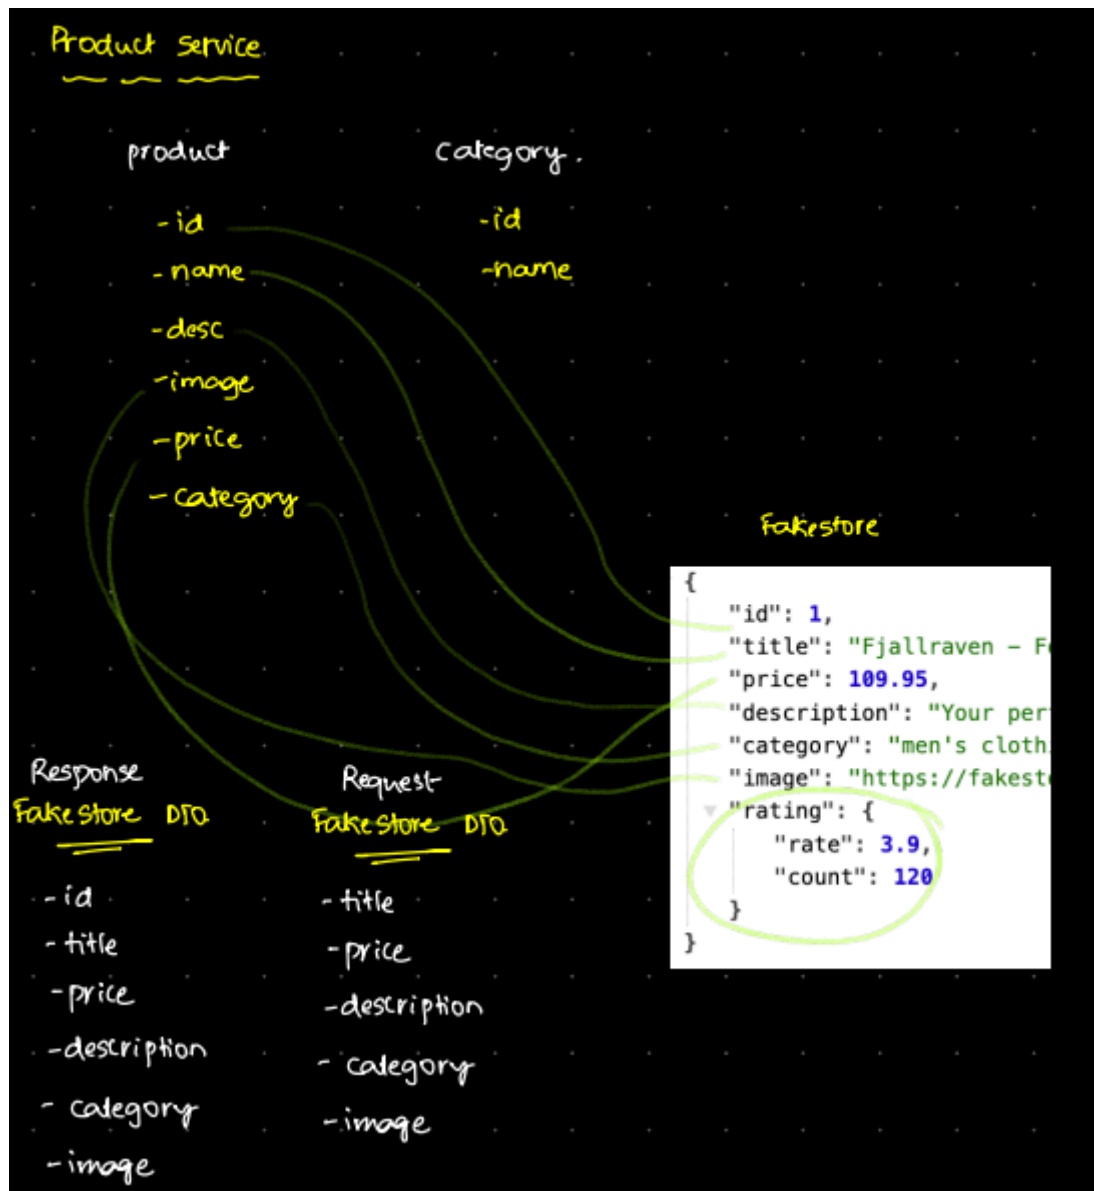 Product Service
product
- id
- name
- desc
- image
- price
- category
category.
- id
- name
Fakestore
{
"id": 1,
"title": "Fjallraven – F
"price": 109.95,
"description": "Your per
"category": "men's cloth
"image": "https://fakest
"rating": {
"rate": 3.9,
"count": 120
}
}
Response
FakeStore DTO
- id
- title
- price
- description
- category
- image
Request
FakeStore DTO
- title
- price
- description
- category
- image